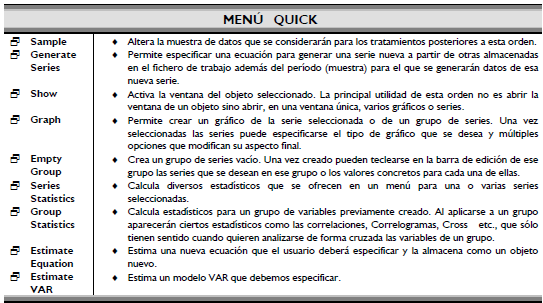 MENÚ QUICK
Sample
Altera la muestra de datos que se considerarán para los tratamientos posteriores a esta orden.
Generate
Series
Permite especificar una ecuación para generar una serie nueva a partir de otras almacenadas
en el fichero de trabajo además del período (muestra) para el que se generarán datos de esa
nueva serie.
Show
Activa la ventana del objeto seleccionado. La principal utilidad de esta orden no es abrir la
ventana de un objeto sino abrir, en una ventana única, varios gráficos o series.
Graph
Permite crear un gráfico de la serie seleccionada o de un grupo de series. Una vez
seleccionadas las series puede especificarse el tipo de gráfico que se desea y múltiples
opciones que modifican su aspecto final.
Empty
Group
Crea un grupo de series vacío. Una vez creado pueden teclearse en la barra de edición de ese
grupo las series que se desean en ese grupo o los valores concretos para cada una de ellas.
Series
Statistics
Calcula diversos estadísticos que se ofrecen en un menú para una o varias series
seleccionadas.
Group
Statistics
Calcula estadísticos para un grupo de variables previamente creado. Al aplicarse a un grupo
aparecerán ciertos estadísticos como las correlaciones, Correlogramas, Cross etc., que sólo
tienen sentido cuando quieren analizarse de forma cruzada las variables de un grupo.
Estimate
Equation
Estima una nueva ecuación que el usuario deberá especificar y la almacena como un objeto
nuevo.
Estimate
VAR
Estima un modelo VAR que debemos especificar.